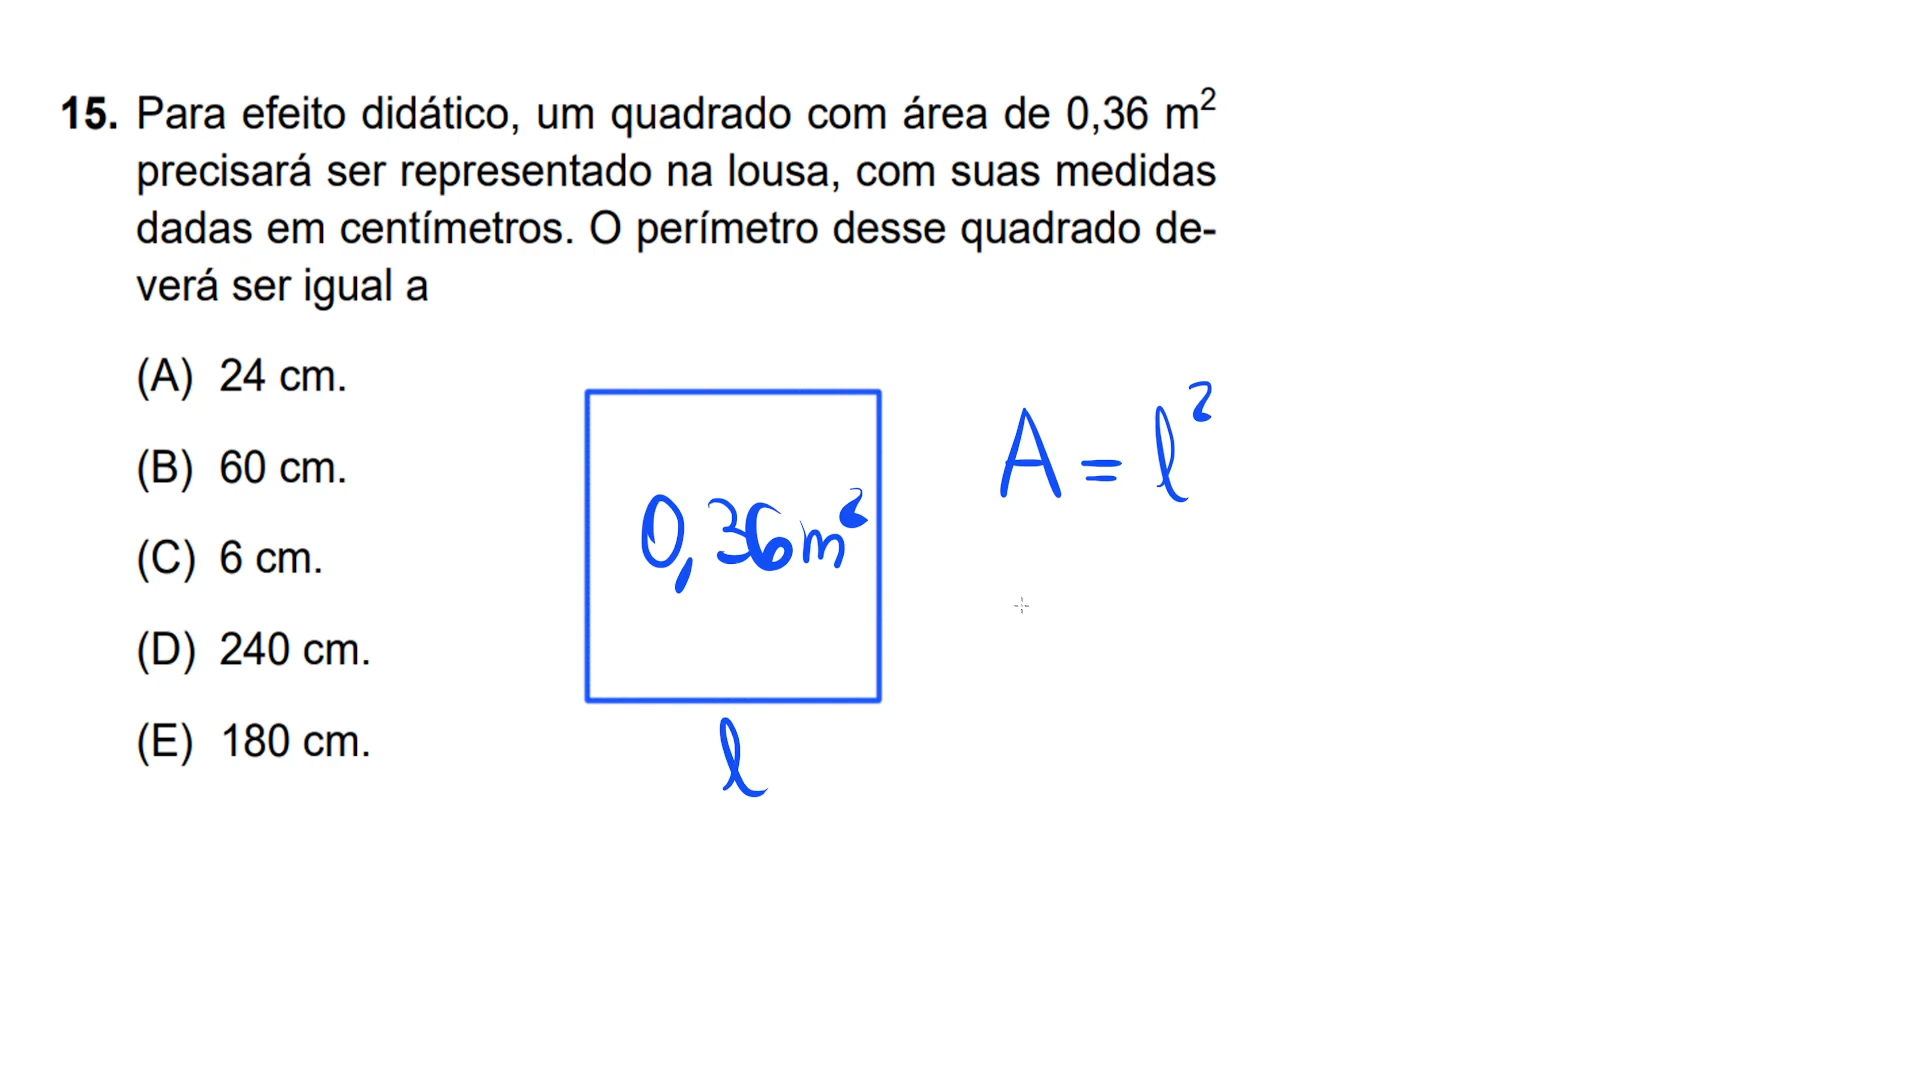 15. Para efeito didático, um quadrado com área de 0,36 m²
precisará ser representado na lousa, com suas medidas
dadas em centímetros. O perímetro desse quadrado de-
verá ser igual a
(A) 24 cm.
(B) 60 cm.
(C) 6 cm.
(D) 240 cm.
(E) 180 cm.
0,36m²
l
A = l²